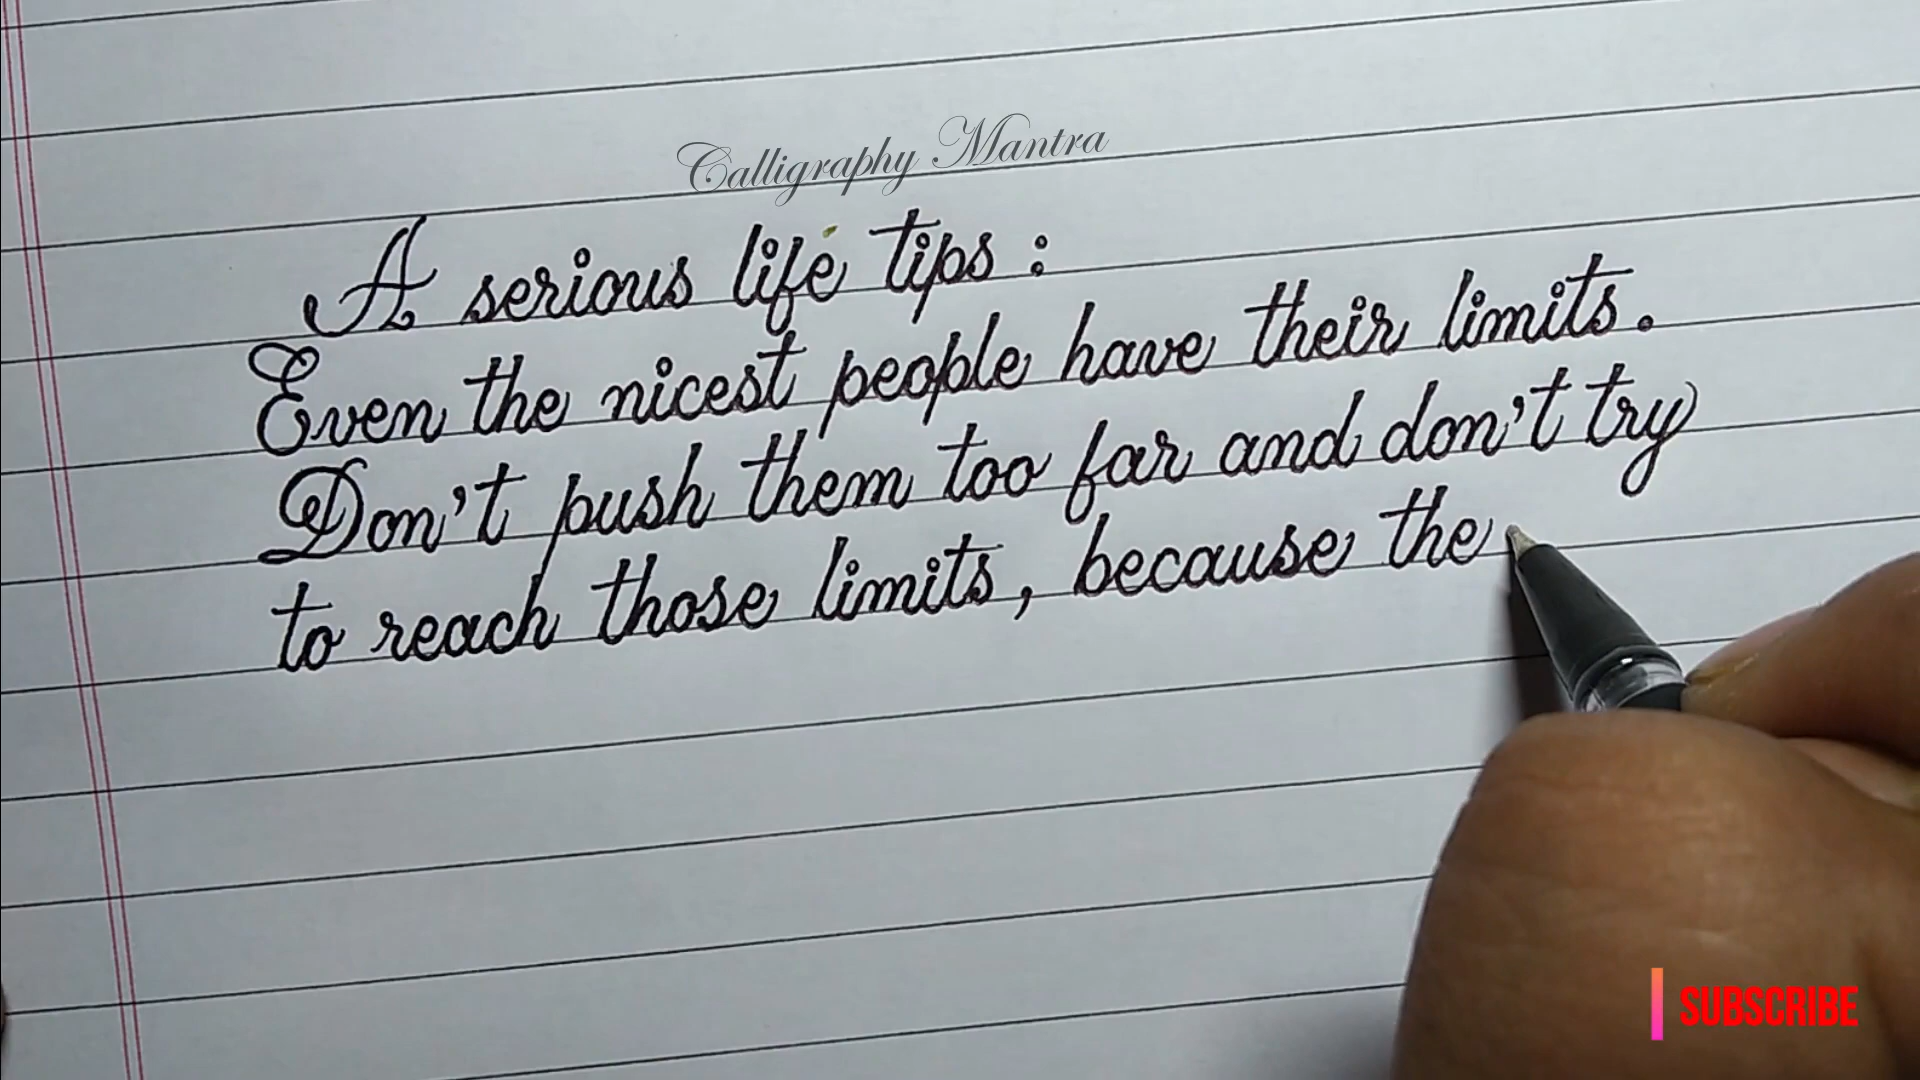 Calligraphy Mantra
A serious life tips :
Even the nicest people have their limits.
Don't push them too far and don't try
to reach those limits, because the
SUBSCRIBE